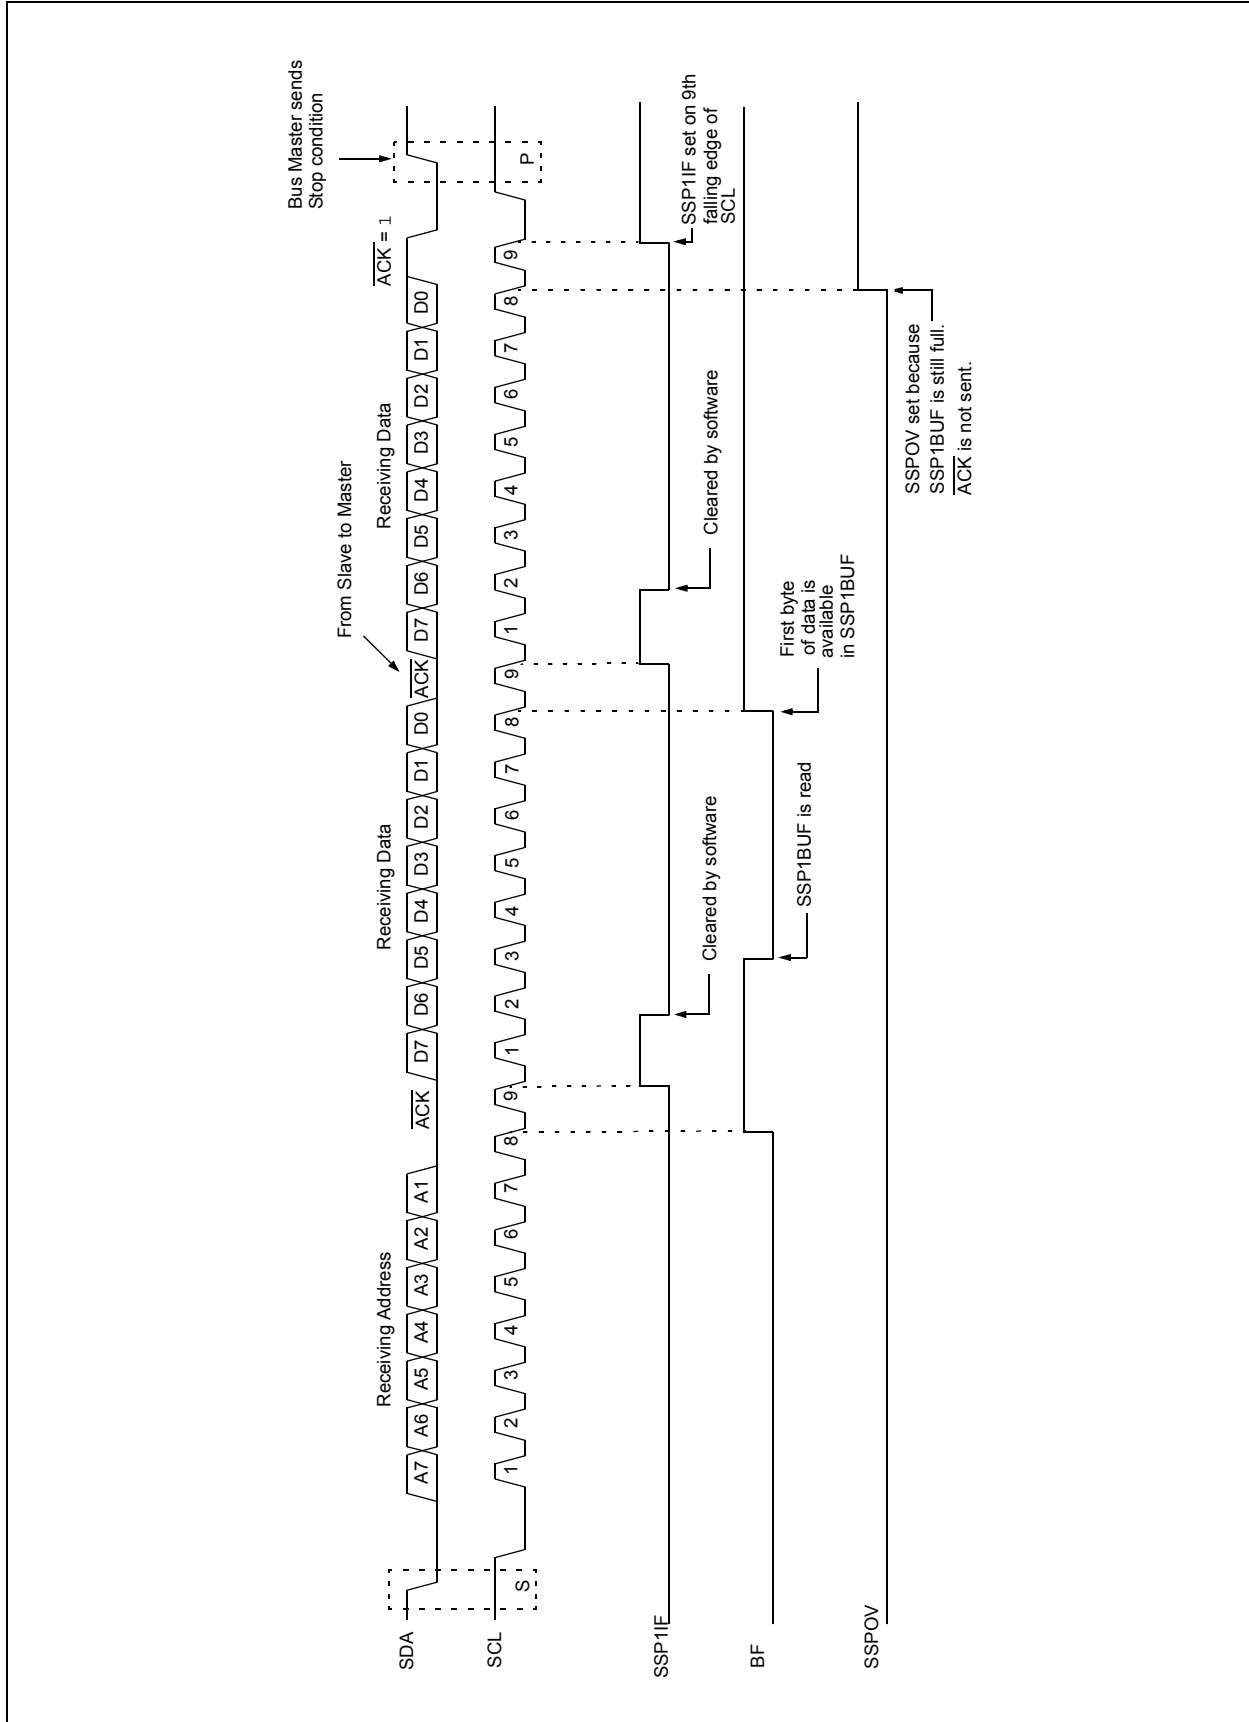 Bus Master sends
Stop condition
From Slave to Master
Receiving Address
Receiving Data
Receiving Data
ACK = 1
SDA
A7 A6 A5 A4 A3 A2 A1 ACK D7 D6 D5 D4 D3 D2 D1 D0 ACK D7 D6 D5 D4 D3 D2 D1 D0
SCL
1 2 3 4 5 6 7 8 9 1 2 3 4 5 6 7 8 9 1 2 3 4 5 6 7 8 9
S
P
SSP1IF
Cleared by software
Cleared by software
SSP1IF set on 9th
falling edge of
SCL
BF
SSP1BUF is read
First byte
of data is
available
in SSP1BUF
SSPOV
SSPOV set because
SSP1BUF is still full.
ACK is not sent.